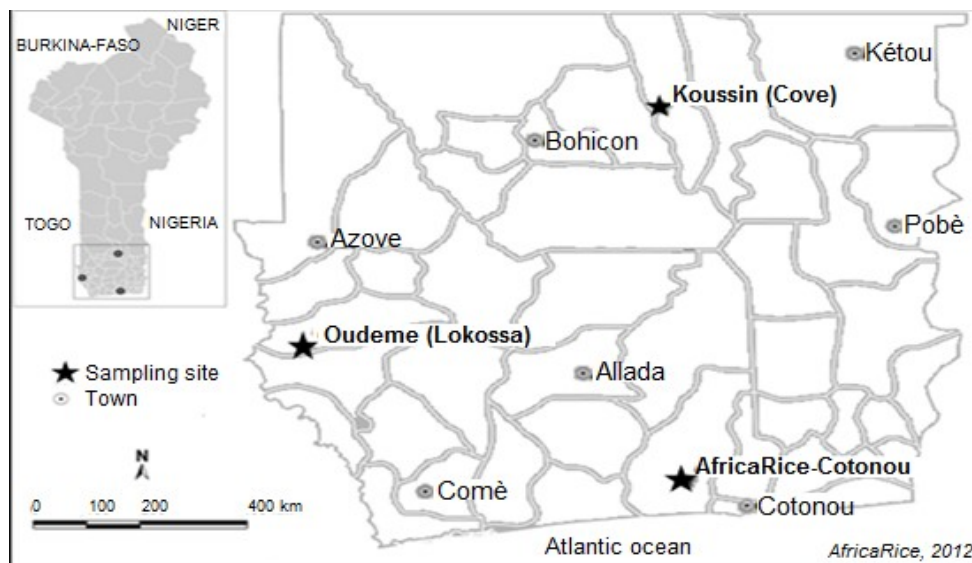 NIGER
BURKINA-FASO
TOGO
NIGERIA
Kétou
Koussin (Cove)
Bohicon
Pobè
Azove
Oudeme (Lokossa)
Allada
Sampling site
Town
N
0 100 200 400 km
AfricaRice-Cotonou
Comè
Cotonou
Atlantic ocean
AfricaRice, 2012